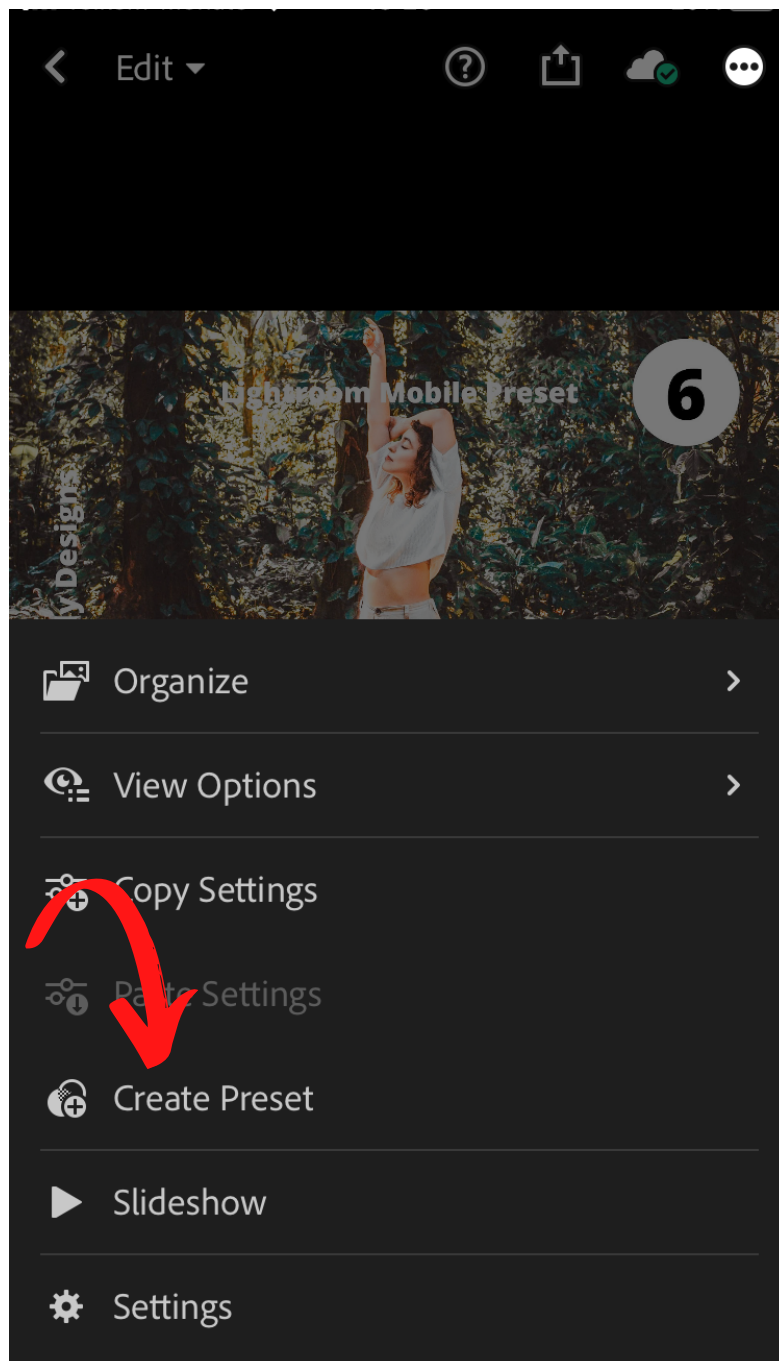 Edit
Lightroom Mobile Preset
6
y Designs
Organize
View Options
Copy Settings
Paste Settings
Create Preset
Slideshow
Settings